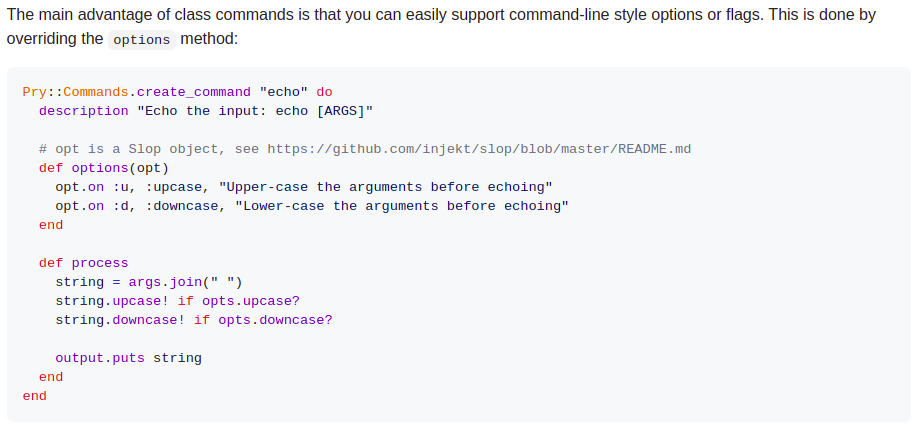 The main advantage of class commands is that you can easily support command-line style options or flags. This is done by
overriding the options method:
Pry::Commands.create_command "echo" do
  description "Echo the input: echo [ARGS]"

  # opt is a Slop object, see https://github.com/injekt/slop/blob/master/README.md
  def options(opt)
    opt.on :u, :upcase, "Upper-case the arguments before echoing"
    opt.on :d, :downcase, "Lower-case the arguments before echoing"
  end

  def process
    string = args.join(" ")
    string.upcase! if opts.upcase?
    string.downcase! if opts.downcase?

    output.puts string
  end
end